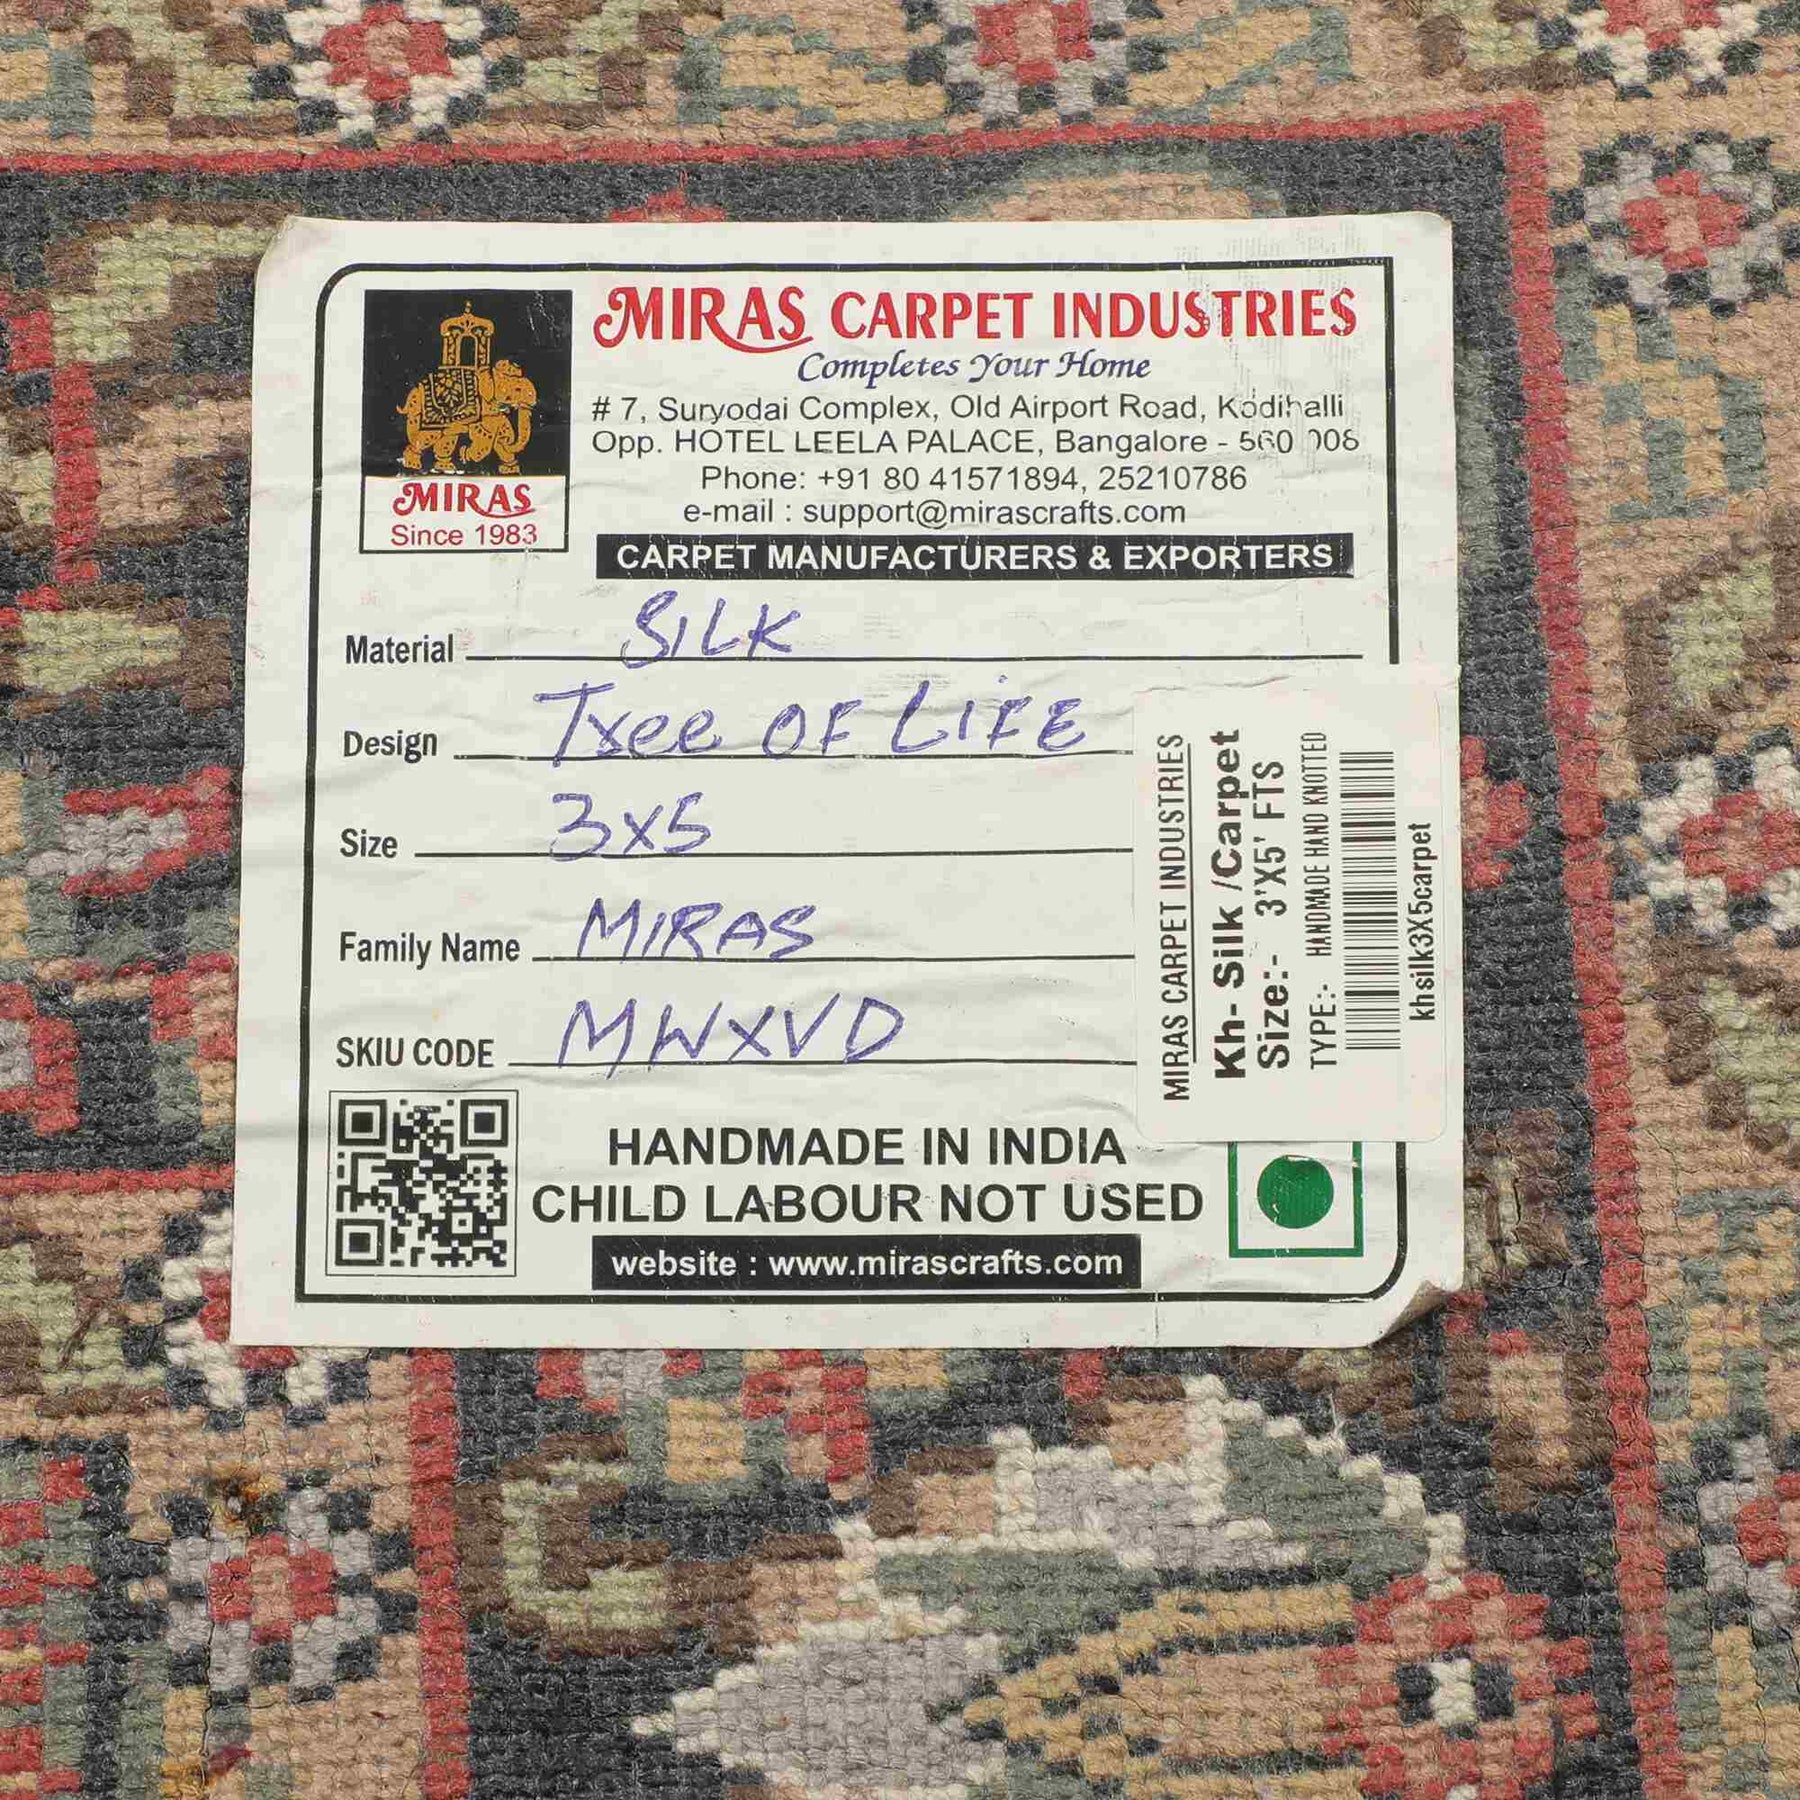 MIRAS CARPET INDUSTRIES
Completes Your Home
# 7, Suryodai Complex, Old Airport Road, Kodihalli
Opp. HOTEL LEELA PALACE, Bangalore - 560 008
Phone: +91 80 41571894, 25210786
e-mail : support@mirascrafts.com
CARPET MANUFACTURERS & EXPORTERS
MIRAS
Since 1983
Material SILK
Design Tree OF LIFE
Size 3x5
Family Name MIRAS
SKIU CODE MWXVD
MIRAS CARPET INDUSTRIES
Kh- Silk /Carpet
Size:- 3'X5' FTS
TYPE:- HANDMADE HAND KNOTTED
khsilk3X5carpet
HANDMADE IN INDIA
CHILD LABOUR NOT USED
website : www.mirascrafts.com